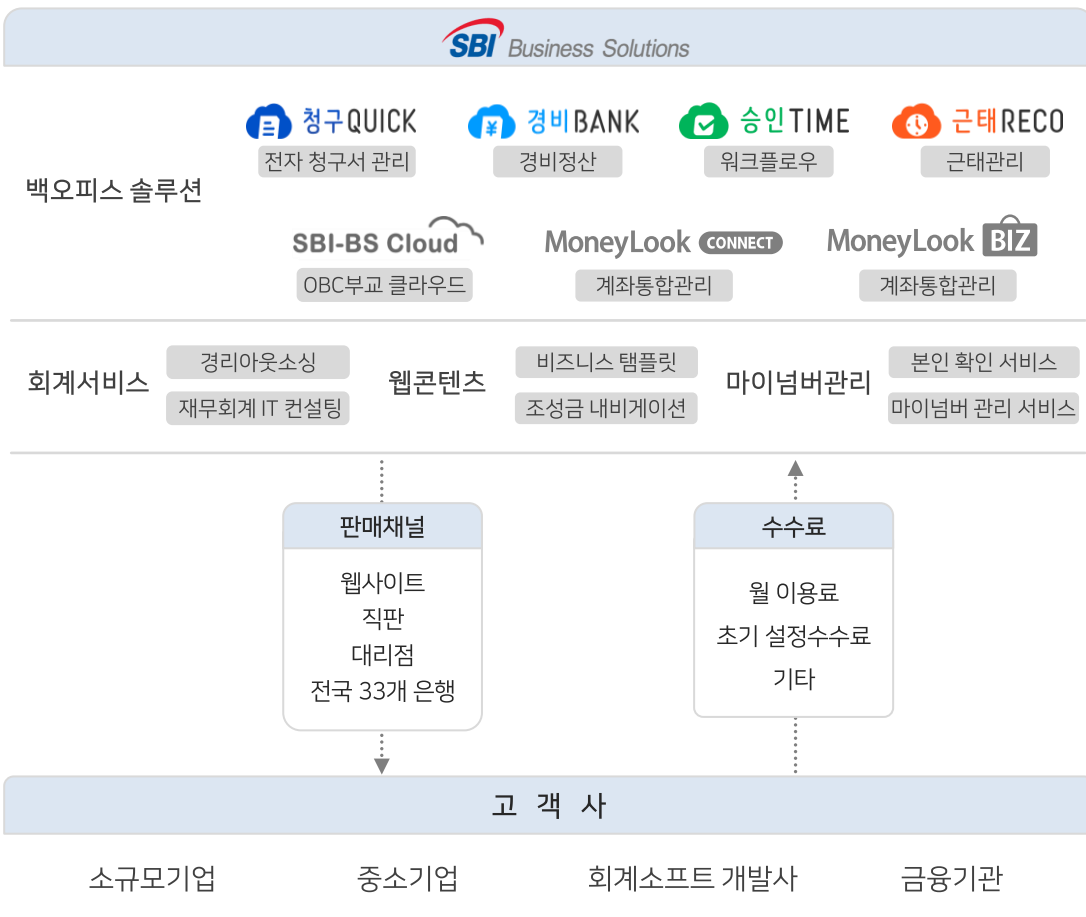 SBI Business Solutions
청구QUICK 경비BANK 승인TIME 근태RECO
전자 청구서 관리 경비정산 워크플로우 근태관리
백오피스 솔루션
SBI-BS Cloud MoneyLook CONNECT MoneyLook BIZ
OBC부교 클라우드 계좌통합관리 계좌통합관리
회계서비스
경리아웃소싱
재무회계 IT 컨설팅
웹콘텐츠
비즈니스 탬플릿
조성금 내비게이션
마이넘버관리
본인 확인 서비스
마이넘버 관리 서비스
판매채널
웹사이트
직판
대리점
전국 33개 은행
수수료
월 이용료
초기 설정수수료
기타
고 객 사
소규모기업 중소기업 회계소프트 개발사 금융기관